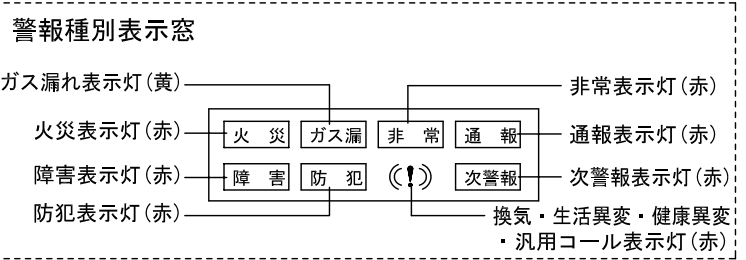 警報種別表示窓
ガス漏れ表示灯(黄)
火災表示灯(赤)
障害表示灯(赤)
防犯表示灯(赤)
火 災
ガス漏
非 常
通 報
障 害
防 犯
((!))
次警報
非常表示灯(赤)
通報表示灯(赤)
次警報表示灯(赤)
換気・生活異変・健康異変
・汎用コール表示灯(赤)